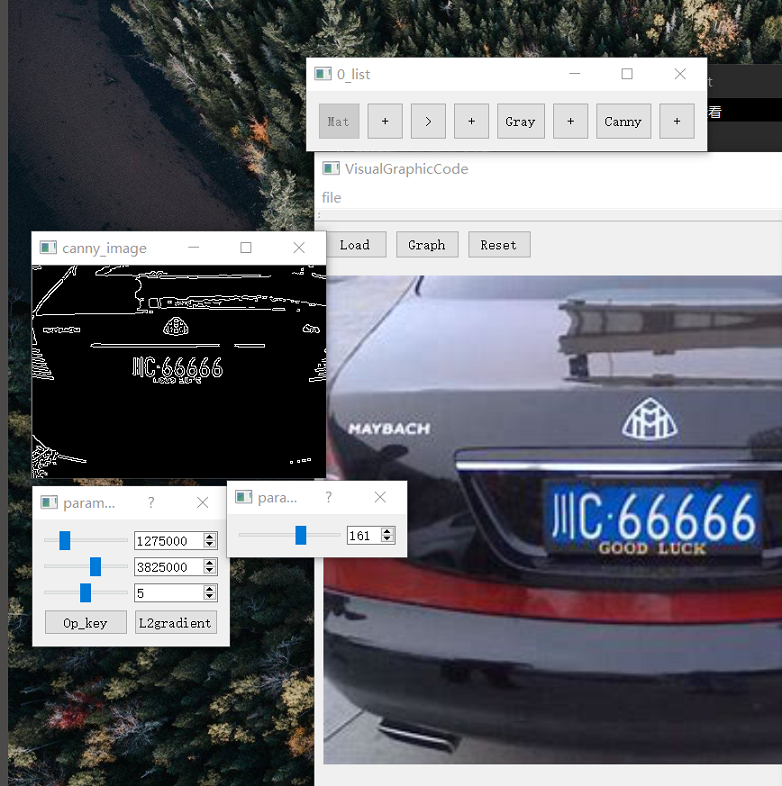 0_list
t
Mat + > + Gray + Canny +
看
VisualGraphicCode
file
Load Graph Reset
canny_image
川C·66666
MAYBACH
川C·66666
GOOD LUCK
param... ?
1275000
3825000
5
Op_key L2gradient
para... ?
161